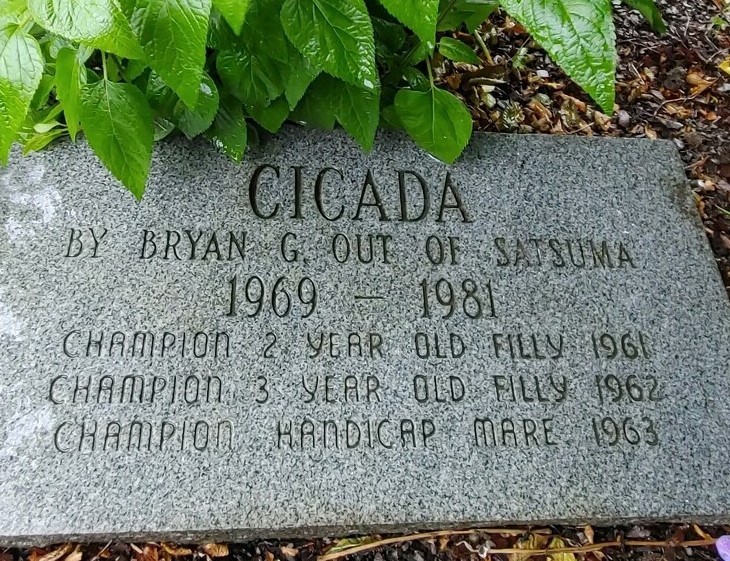 CICADA
BY BRYAN G. OUT OF SATSUMA
1969 – 1981
CHAMPION 2 YEAR OLD FILLY 1961
CHAMPION 3 YEAR OLD FILLY 1962
CHAMPION HANDICAP MARE 1963